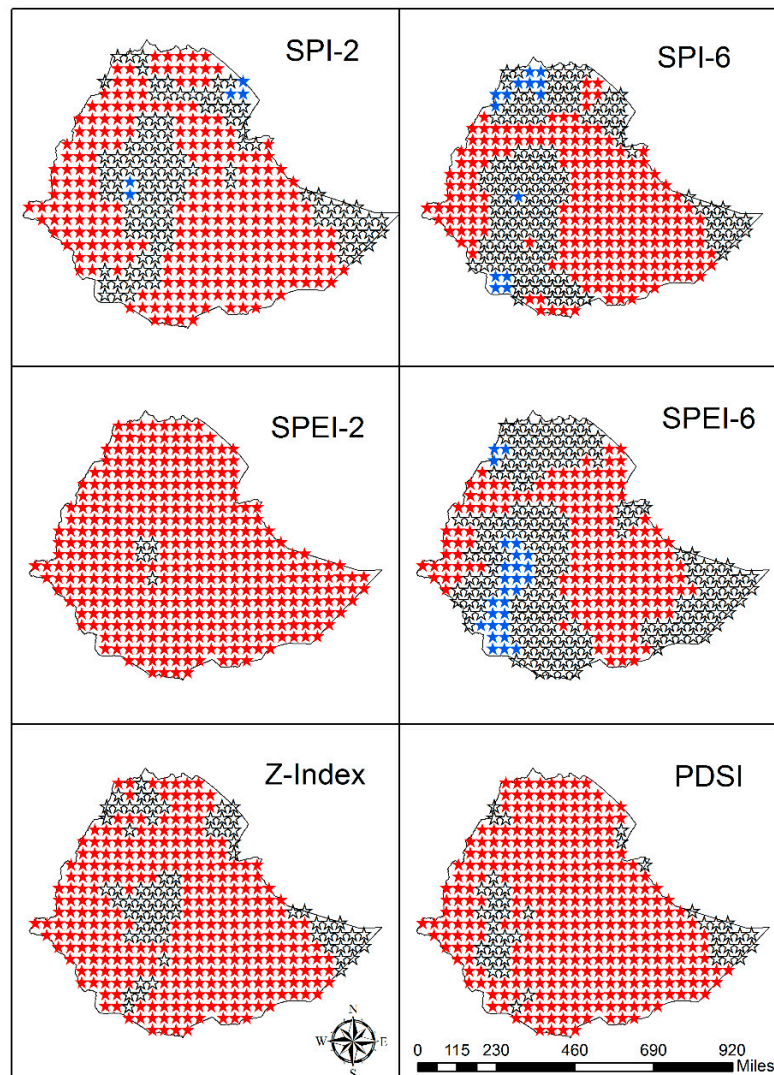 SPI-2
SPI-6
SPEI-2
SPEI-6
Z-Index
PDSI
N
W E
S
0 115 230 460 690 920
Miles